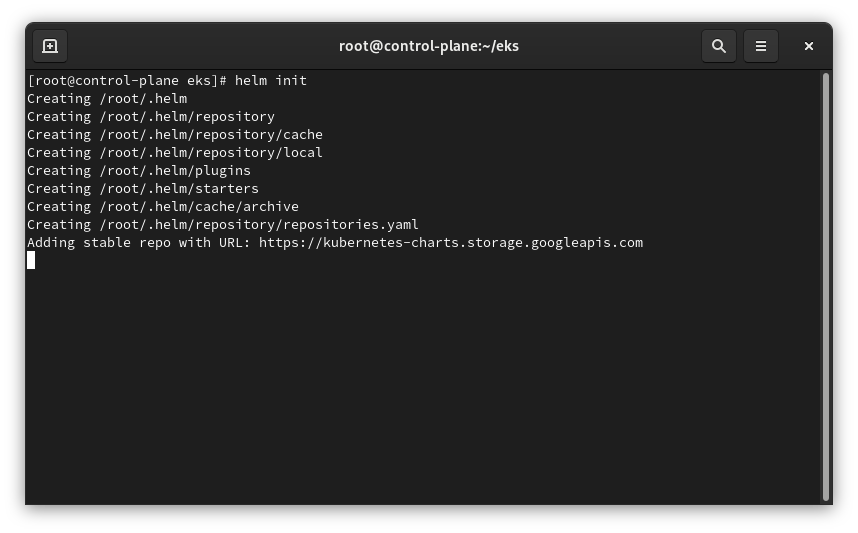 root@control-plane:~/eks
[root@control-plane eks]# helm init
Creating /root/.helm
Creating /root/.helm/repository
Creating /root/.helm/repository/cache
Creating /root/.helm/repository/local
Creating /root/.helm/plugins
Creating /root/.helm/starters
Creating /root/.helm/cache/archive
Creating /root/.helm/repository/repositories.yaml
Adding stable repo with URL: https://kubernetes-charts.storage.googleapis.com